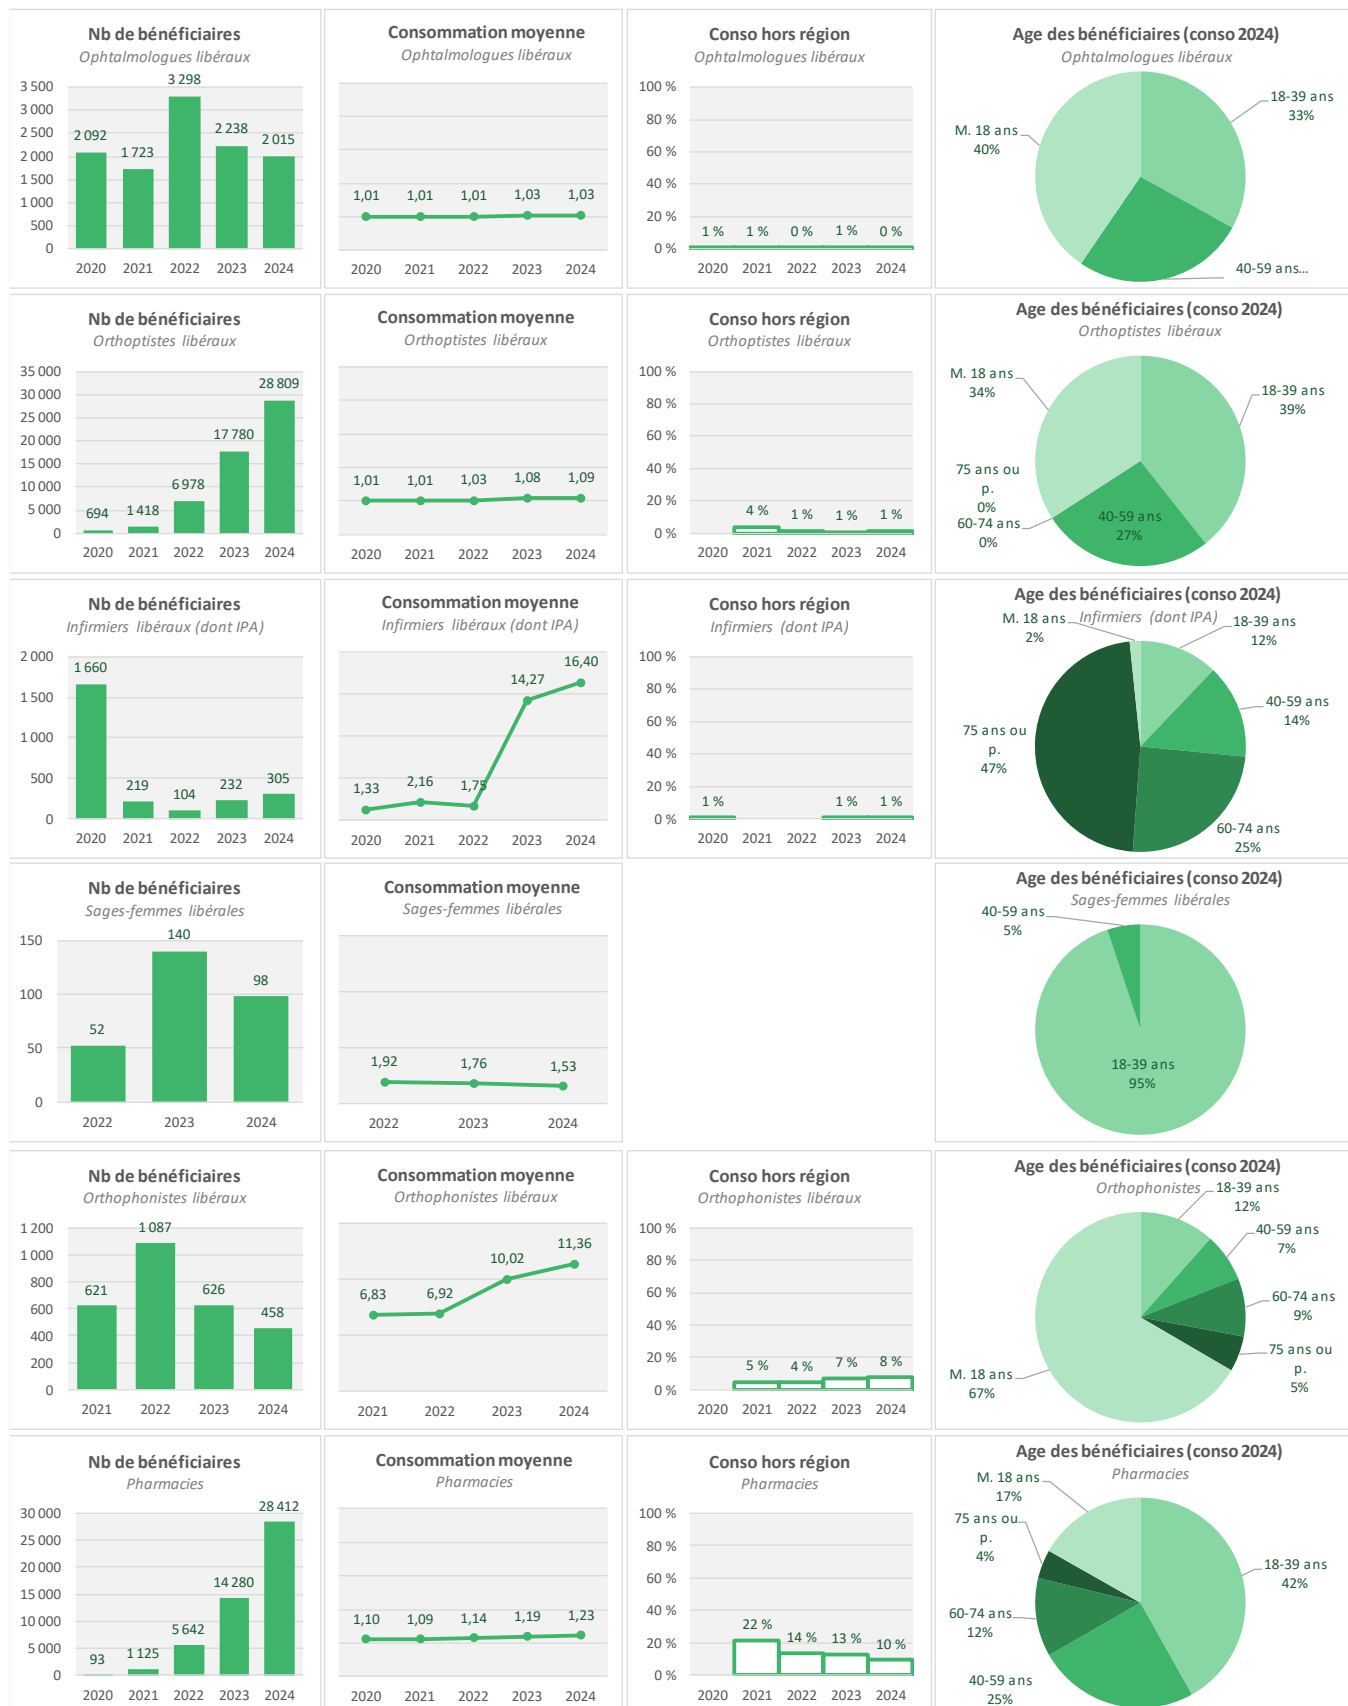 Nb de bénéficiaires
Ophtalmologues libéraux
3 500
3 000
2 500
2 000
1 500
1 000
500
0
2 092
1 723
3 298
2 238
2 015
2020 2021 2022 2023 2024
Consommation moyenne
Ophtalmologues libéraux
1,01 1,01 1,01 1,03 1,03
2020 2021 2022 2023 2024
Conso hors région
Ophtalmologues libéraux
100 %
80 %
60 %
40 %
20 %
0 %
1 % 1 % 0 % 1 % 0 %
2020 2021 2022 2023 2024
Age des bénéficiaires (conso 2024)
Ophtalmologues libéraux
18-39 ans
33%
M. 18 ans
40%
40-59 ans...
Nb de bénéficiaires
Orthoptistes libéraux
35 000
30 000
25 000
20 000
15 000
10 000
5 000
0
694
1 418
6 978
17 780
28 809
2020 2021 2022 2023 2024
Consommation moyenne
Orthoptistes libéraux
1,01 1,01 1,03 1,08 1,09
2020 2021 2022 2023 2024
Conso hors région
Orthoptistes libéraux
100 %
80 %
60 %
40 %
20 %
0 %
4 % 1 % 1 % 1 %
2020 2021 2022 2023 2024
Age des bénéficiaires (conso 2024)
Orthoptistes libéraux
M. 18 ans
34%
18-39 ans
39%
75 ans ou
p.
0%
60-74 ans
0%
40-59 ans
27%
Nb de bénéficiaires
Infirmiers libéraux (dont IPA)
2 000
1 500
1 000
500
0
1 660
219
104
232
305
2020 2021 2022 2023 2024
Consommation moyenne
Infirmiers libéraux (dont IPA)
1,33 2,16 1,75 14,27 16,40
2020 2021 2022 2023 2024
Conso hors région
Infirmiers (dont IPA)
100 %
80 %
60 %
40 %
20 %
0 %
1 % 1 % 1 %
2020 2021 2022 2023 2024
Age des bénéficiaires (conso 2024)
Infirmiers (dont IPA)
M. 18 ans
2%
18-39 ans
12%
40-59 ans
14%
75 ans ou
p.
47%
60-74 ans
25%
Nb de bénéficiaires
Sages-femmes libérales
150
100
50
0
52
140
98
2022 2023 2024
Consommation moyenne
Sages-femmes libérales
1,92 1,76 1,53
2022 2023 2024
Age des bénéficiaires (conso 2024)
Sages-femmes libérales
40-59 ans
5%
18-39 ans
95%
Nb de bénéficiaires
Orthophonistes libéraux
1 200
1 000
800
600
400
200
0
621
1 087
626
458
2021 2022 2023 2024
Consommation moyenne
Orthophonistes libéraux
6,83 6,92 10,02 11,36
2021 2022 2023 2024
Conso hors région
Orthophonistes libéraux
100 %
80 %
60 %
40 %
20 %
0 %
5 % 4 % 7 % 8 %
2020 2021 2022 2023 2024
Age des bénéficiaires (conso 2024)
Orthophonistes
18-39 ans
12%
40-59 ans
7%
60-74 ans
9%
75 ans ou
p.
5%
M. 18 ans
67%
Nb de bénéficiaires
Pharmacies
30 000
25 000
20 000
15 000
10 000
5 000
0
93
1 125
5 642
14 280
28 412
2020 2021 2022 2023 2024
Consommation moyenne
Pharmacies
1,10 1,09 1,14 1,19 1,23
2020 2021 2022 2023 2024
Conso hors région
Pharmacies
100 %
80 %
60 %
40 %
20 %
0 %
22 % 14 % 13 % 10 %
2020 2021 2022 2023 2024
Age des bénéficiaires (conso 2024)
Pharmacies
M. 18 ans
17%
75 ans ou
p.
4%
18-39 ans
42%
60-74 ans
12%
40-59 ans
25%